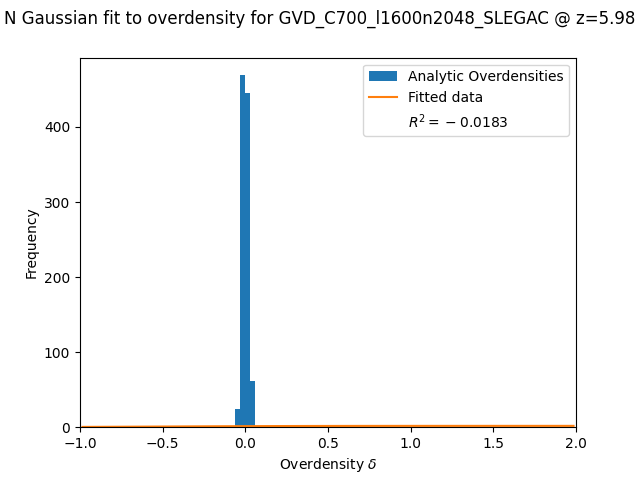 N Gaussian fit to overdensity for GVD_C700_l1600n2048_SLEGAC @ z=5.98
Analytic Overdensities
Fitted data
R² = − 0.0183
Frequency
400
300
200
100
0
−1.0 −0.5 0.0 0.5 1.0 1.5 2.0
Overdensity δ